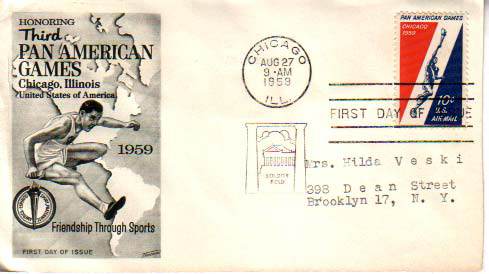 HONORING
Third
PAN AMERICAN
GAMES
Chicago, Illinois
United States of America
1959
Friendship Through Sports
FIRST DAY OF ISSUE
CHICAGO
AUG 27
9-AM
1959
ILL.
PAN AMERICAN GAMES
CHICAGO
1959
10¢
U.S.
AIR MAIL
FIRST DAY OF ISSUE
SOLDIER
FIELD
Mrs. Hilda Veski
398 Dean Street
Brooklyn 17, N. Y.